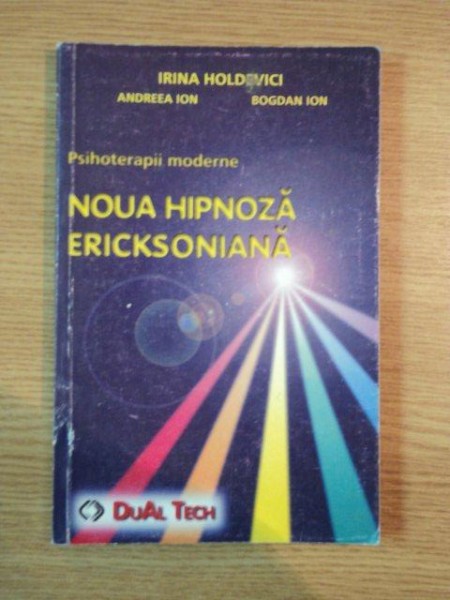 IRINA HOLDEVICI
ANDREEA ION BOGDAN ION
Psihoterapii moderne
NOUA HIPNOZĂ
ERICKSONIANĂ
DUAL TECH